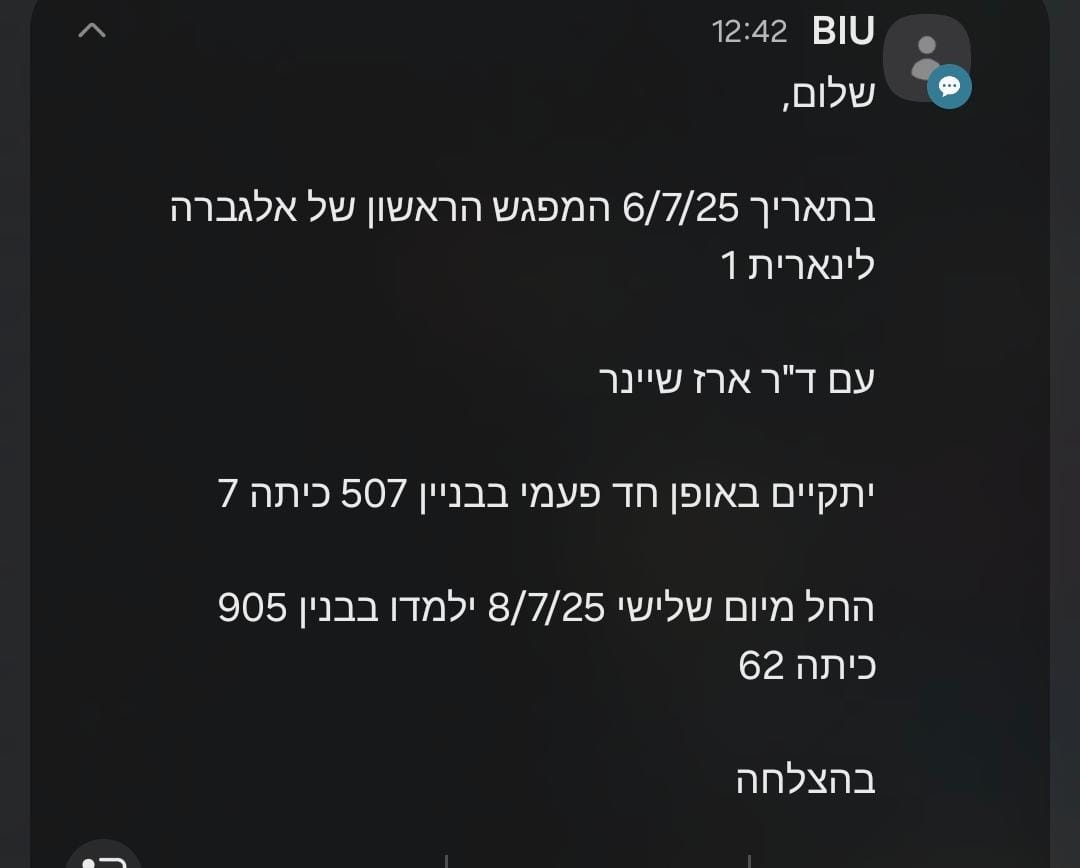 BIU 12:42
שלום,
בתאריך 6/7/25 המפגש הראשון של אלגברה
לינארית 1
עם ד"ר ארז שיינר
יתקיים באופן חד פעמי בבניין 507 כיתה 7
החל מיום שלישי 8/7/25 ילמדו בבנין 905
כיתה 62
בהצלחה